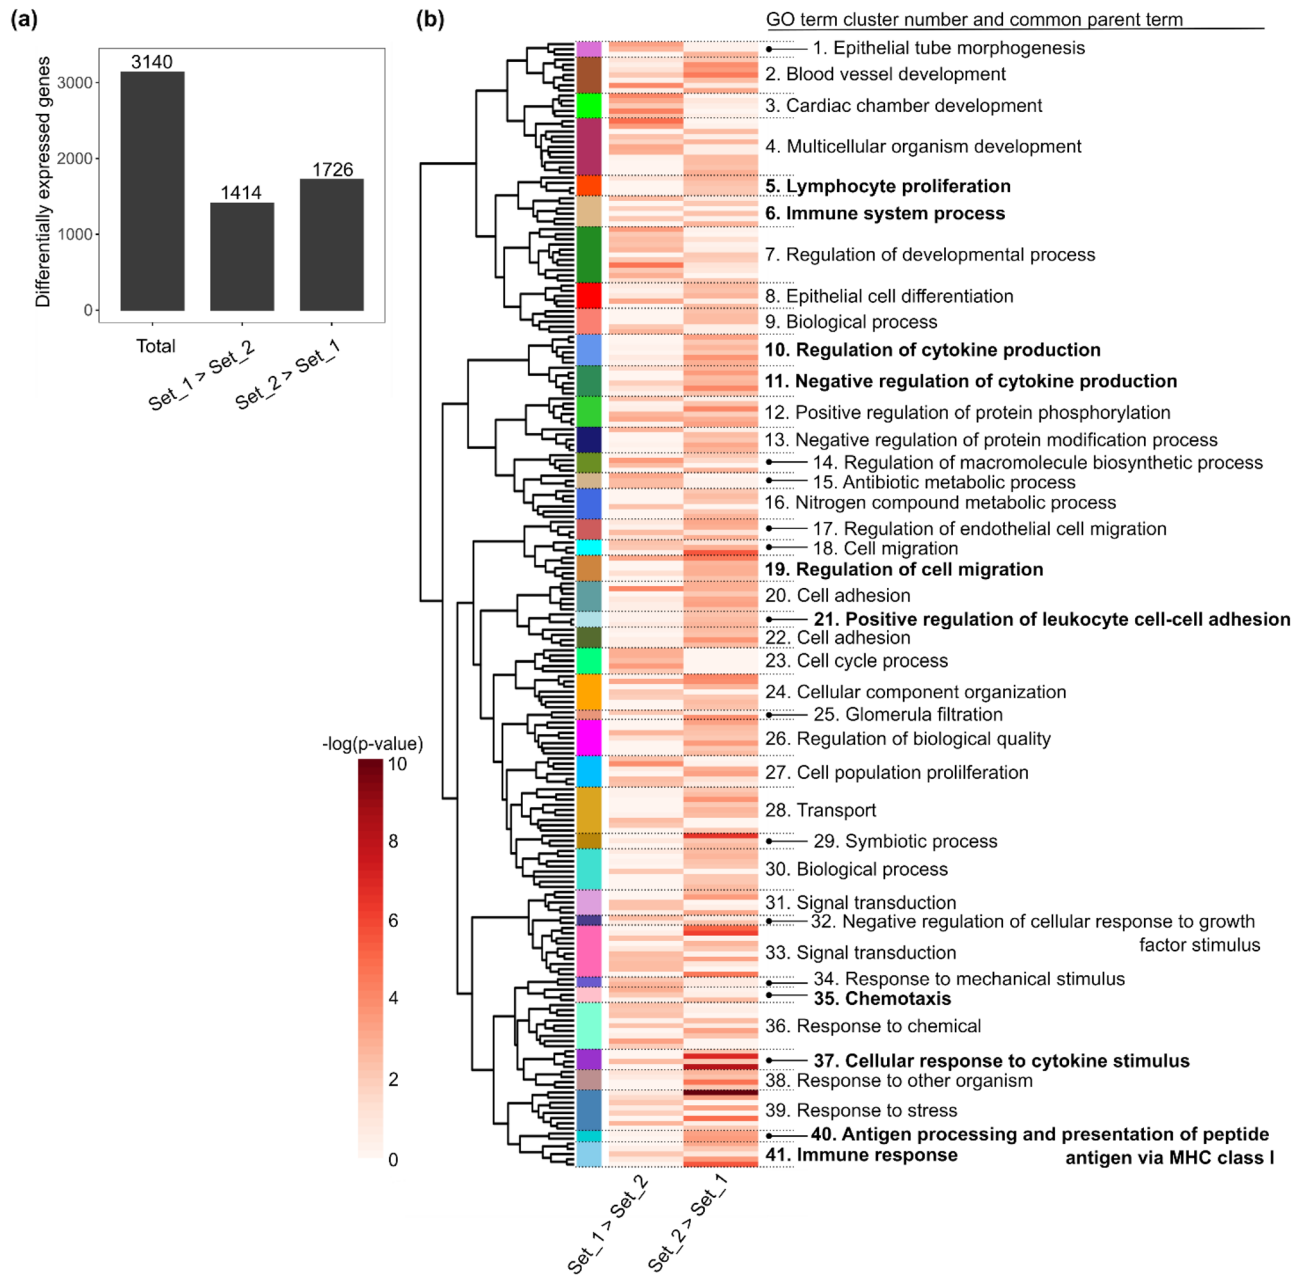 (a)
Differentially expressed genes
3000
2000
1000
0
3140
1414
1726
Total
Set_1 > Set_2
Set_2 > Set_1
(b)
GO term cluster number and common parent term
1. Epithelial tube morphogenesis
2. Blood vessel development
3. Cardiac chamber development
4. Multicellular organism development
5. Lymphocyte proliferation
6. Immune system process
7. Regulation of developmental process
8. Epithelial cell differentiation
9. Biological process
10. Regulation of cytokine production
11. Negative regulation of cytokine production
12. Positive regulation of protein phosphorylation
13. Negative regulation of protein modification process
14. Regulation of macromolecule biosynthetic process
15. Antibiotic metabolic process
16. Nitrogen compound metabolic process
17. Regulation of endothelial cell migration
18. Cell migration
19. Regulation of cell migration
20. Cell adhesion
21. Positive regulation of leukocyte cell-cell adhesion
22. Cell adhesion
23. Cell cycle process
24. Cellular component organization
25. Glomerula filtration
26. Regulation of biological quality
27. Cell population prolilferation
28. Transport
29. Symbiotic process
30. Biological process
31. Signal transduction
32. Negative regulation of cellular response to growth
factor stimulus
33. Signal transduction
34. Response to mechanical stimulus
35. Chemotaxis
36. Response to chemical
37. Cellular response to cytokine stimulus
38. Response to other organism
39. Response to stress
40. Antigen processing and presentation of peptide
antigen via MHC class I
41. Immune response
Set_1 > Set_2
Set_2 > Set_1
-log(p-value)
10
8
6
4
2
0